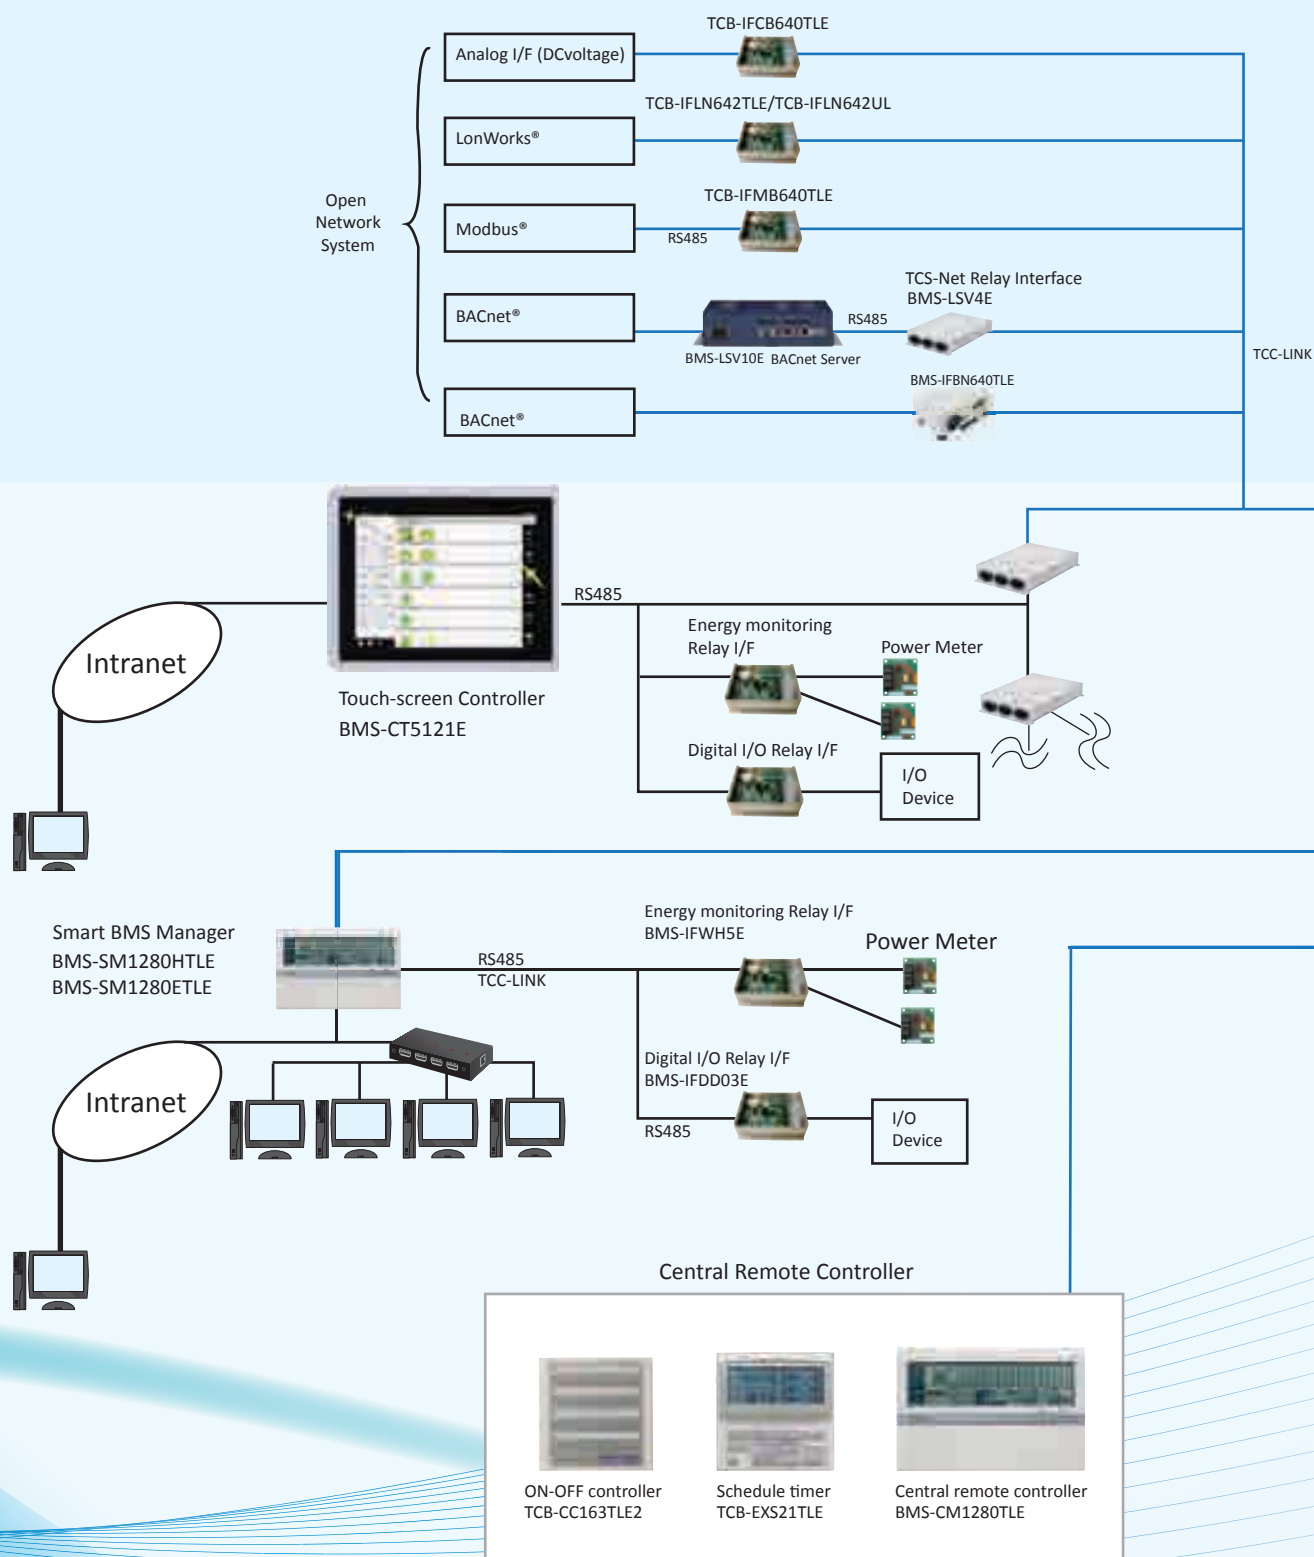 TCB-IFCB640TLE
Analog I/F (DCvoltage)
TCB-IFLN642TLE/TCB-IFLN642UL
LonWorks®
Open
Network
System
TCB-IFMB640TLE
Modbus®
RS485
TCS-Net Relay Interface
BMS-LSV4E
BACnet®
RS485
BMS-LSV10E BACnet Server
TCC-LINK
BMS-IFBN640TLE
BACnet®
RS485
Energy monitoring
Relay I/F
Power Meter
Intranet
Touch-screen Controller
BMS-CT5121E
Digital I/O Relay I/F
I/O
Device
Energy monitoring Relay I/F
BMS-IFWH5E
Power Meter
Smart BMS Manager
BMS-SM1280HTLE
BMS-SM1280ETLE
RS485
TCC-LINK
Digital I/O Relay I/F
BMS-IFDD03E
Intranet
RS485
I/O
Device
Central Remote Controller
ON-OFF controller
TCB-CC163TLE2
Schedule timer
TCB-EXS21TLE
Central remote controller
BMS-CM1280TLE